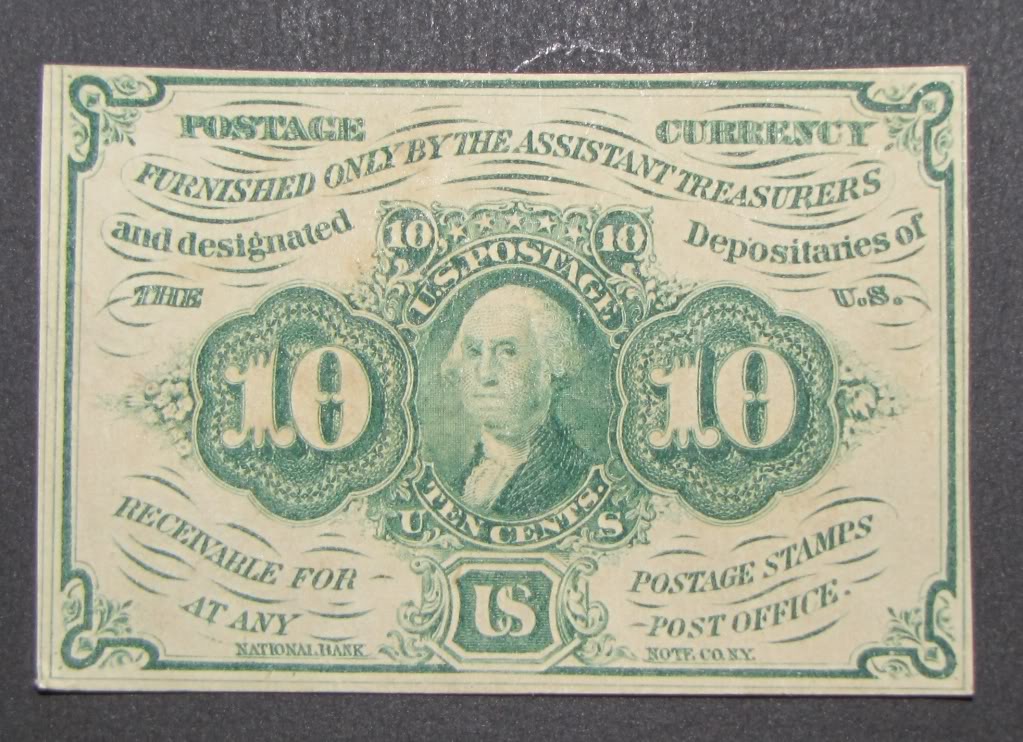 POSTAGE CURRENCY
FURNISHED ONLY BY THE ASSISTANT TREASURERS
and designated Depositaries of
THE U.S.
10 10
U.S. POSTAGE
10 10
TEN CENTS.
U S
RECEIVABLE FOR POSTAGE STAMPS
AT ANY POST OFFICE.
US
NATIONAL BANK NOTE CO. N.Y.